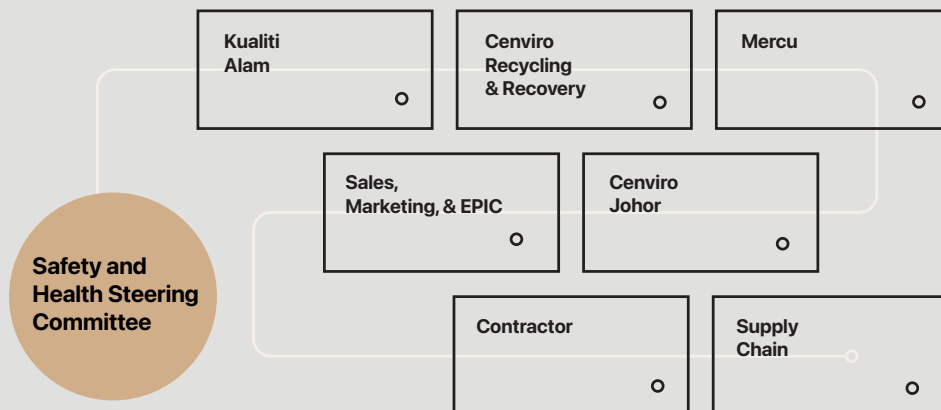 Kualiti
Alam
Cenviro
Recycling
& Recovery
Mercu
Sales,
Marketing, & EPIC
Cenviro
Johor
Safety and
Health Steering
Committee
Contractor
Supply
Chain